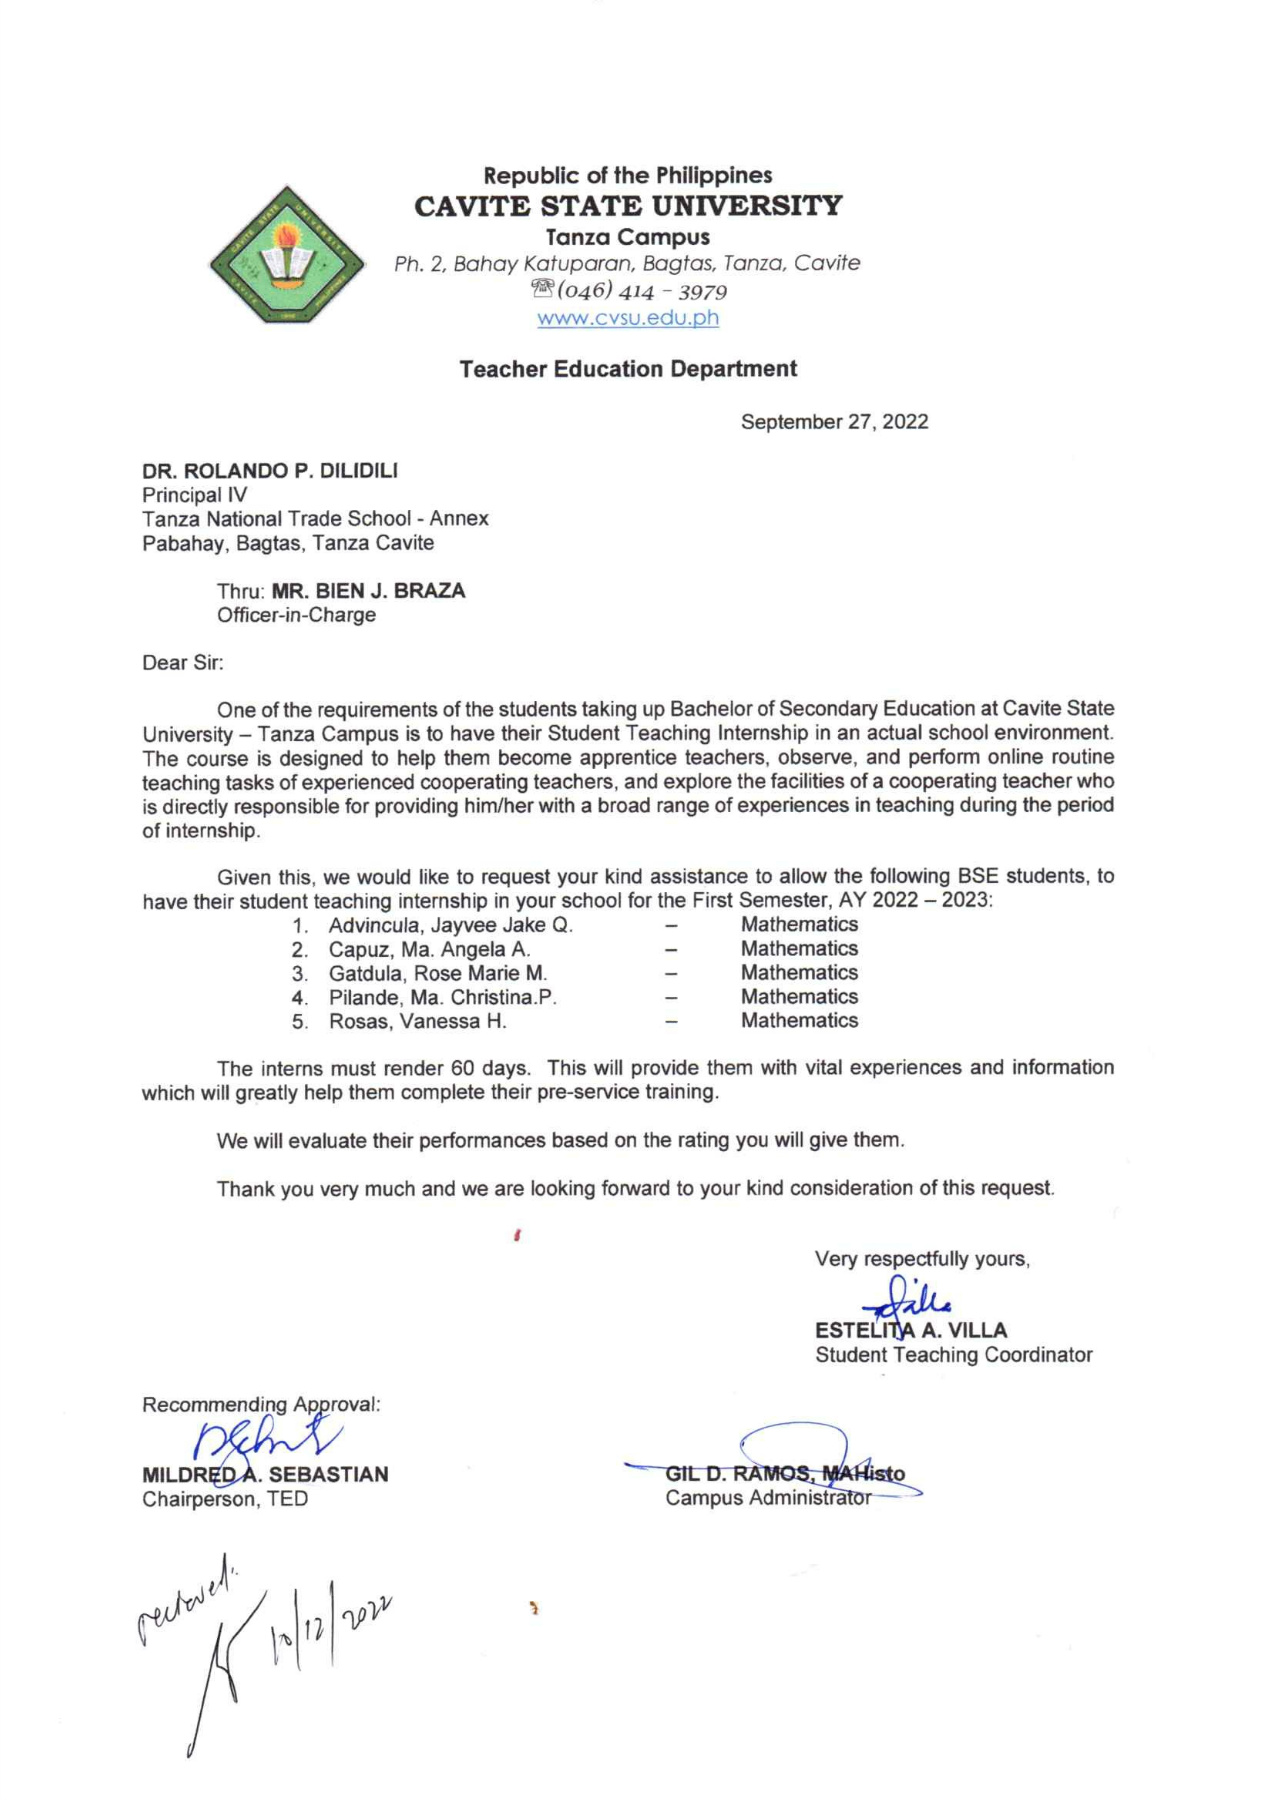 Republic of the Philippines
CAVITE STATE UNIVERSITY
Tanza Campus
Ph. 2, Bahay Katuparan, Bagtas, Tanza, Cavite
☏(046) 414 – 3979
www.cvsu.edu.ph
CAVITE STATE UNIVERSITY
Teacher Education Department
September 27, 2022
DR. ROLANDO P. DILIDILI
Principal IV
Tanza National Trade School - Annex
Pabahay, Bagtas, Tanza Cavite
Thru: MR. BIEN J. BRAZA
Officer-in-Charge
Dear Sir:
One of the requirements of the students taking up Bachelor of Secondary Education at Cavite State
University – Tanza Campus is to have their Student Teaching Internship in an actual school environment.
The course is designed to help them become apprentice teachers, observe, and perform online routine
teaching tasks of experienced cooperating teachers, and explore the facilities of a cooperating teacher who
is directly responsible for providing him/her with a broad range of experiences in teaching during the period
of internship.
Given this, we would like to request your kind assistance to allow the following BSE students, to
have their student teaching internship in your school for the First Semester, AY 2022 – 2023:
1. Advincula, Jayvee Jake Q. – Mathematics
2. Capuz, Ma. Angela A. – Mathematics
3. Gatdula, Rose Marie M. – Mathematics
4. Pilande, Ma. Christina.P. – Mathematics
5. Rosas, Vanessa H. – Mathematics
The interns must render 60 days. This will provide them with vital experiences and information
which will greatly help them complete their pre-service training.
We will evaluate their performances based on the rating you will give them.
Thank you very much and we are looking forward to your kind consideration of this request.
Very respectfully yours,
ESTELITA A. VILLA
Student Teaching Coordinator
Recommending Approval:
MILDRED A. SEBASTIAN
Chairperson, TED
GIL D. RAMOS, MAHisto
Campus Administrator
received:
10/12/2022